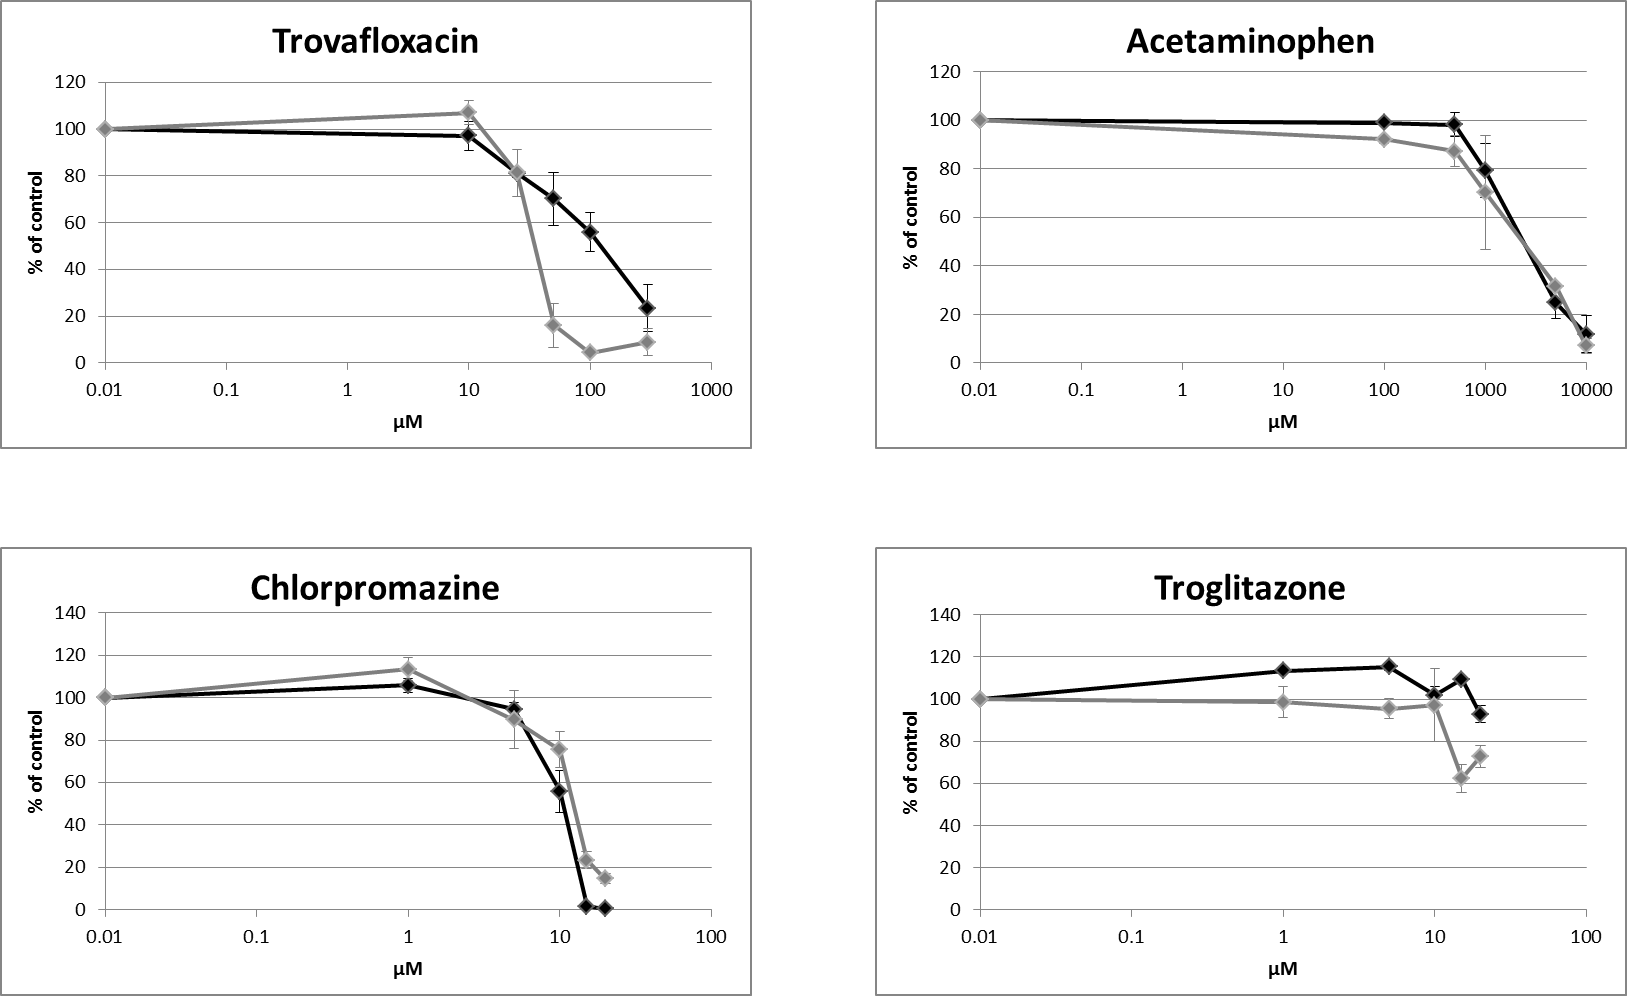 Trovafloxacin
120
100
80
60
40
20
0
% of control
0.01 0.1 1 10 100 1000
µM
Acetaminophen
120
100
80
60
40
20
0
% of control
0.01 0.1 1 10 100 1000 10000
µM
Chlorpromazine
140
120
100
80
60
40
20
0
% of control
0.01 0.1 1 10 100
µM
Troglitazone
140
120
100
80
60
40
20
0
% of control
0.01 0.1 1 10 100
µM